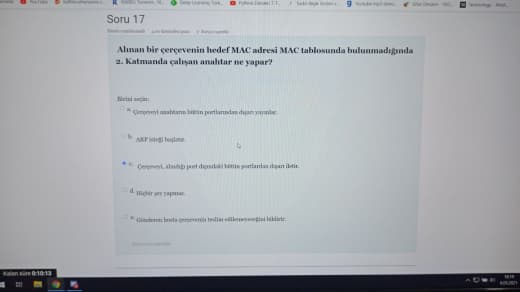 Soru 17
Alınan bir çerçevenin hedef MAC adresi MAC tablosunda bulunmadığında
2. Katmanda çalışan anahtar ne yapar?
Birini seçin:
a. Çerçeveyi anahtarın bütün portlarından dışarı yayınlar.
b. ARP isteği başlatır.
c. Çerçeveyi, alındığı port dışındaki bütün portlardan dışarı iletir.
d. Hiçbir şey yapmaz.
e. Gönderen hosta çerçevenin teslim edilemeyeceğini bildirir.
Kalan süre 0:10:13